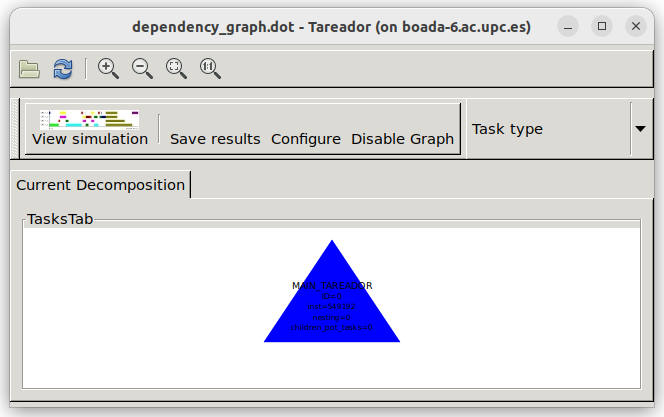 dependency_graph.dot - Tareador (on boada-6.ac.upc.es)
View simulation
Save results
Configure
Disable Graph
Task type
Current Decomposition
TasksTab
MAIN_TAREADOR